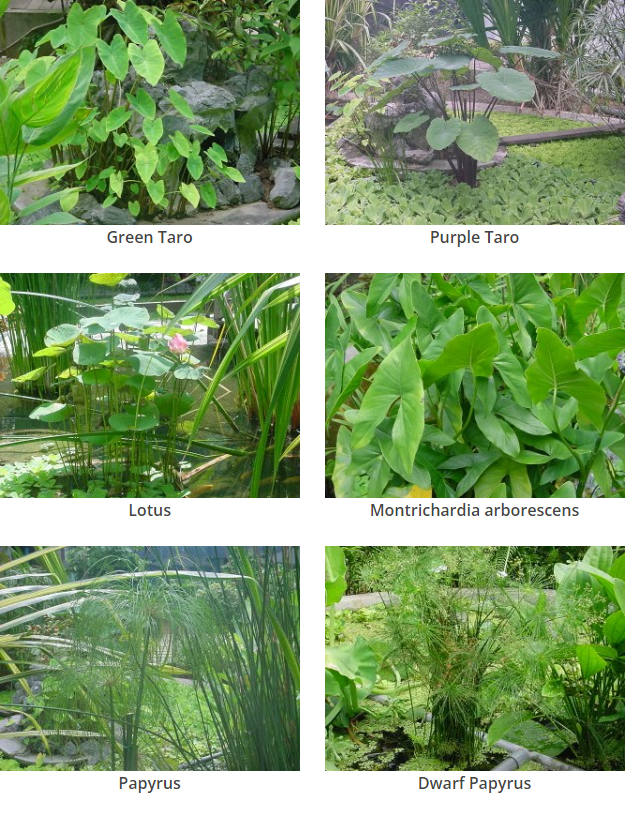 Green Taro
Purple Taro
Lotus
Montrichardia arborescens
Papyrus
Dwarf Papyrus